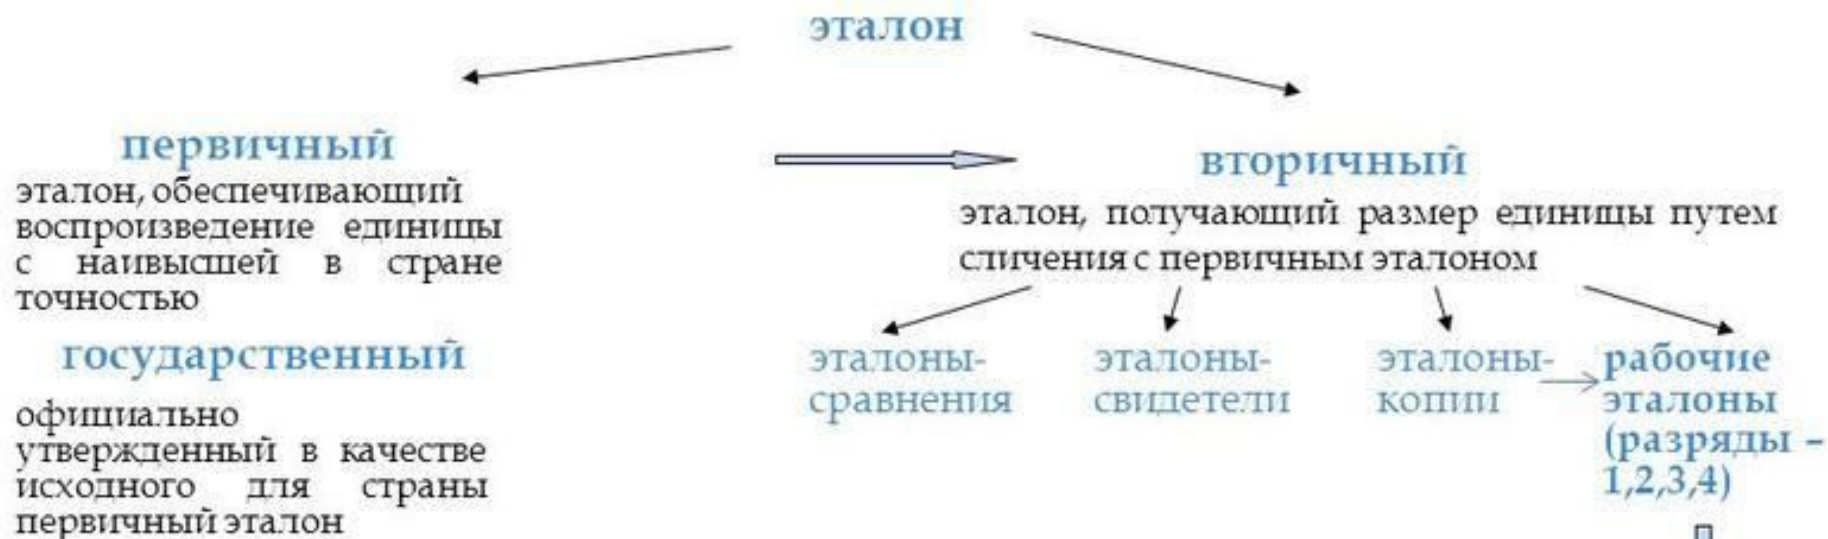 эталон
первичный
эталон, обеспечивающий
воспроизведение единицы
с наивысшей в стране
точностью
государственный
официально
утвержденный в качестве
исходного для страны
первичный эталон
вторичный
эталон, получающий размер единицы путем
сличения с первичным эталоном
эталоны-
сравнения
эталоны-
свидетели
эталоны-
копии
рабочие
эталоны
(разряды –
1,2,3,4)